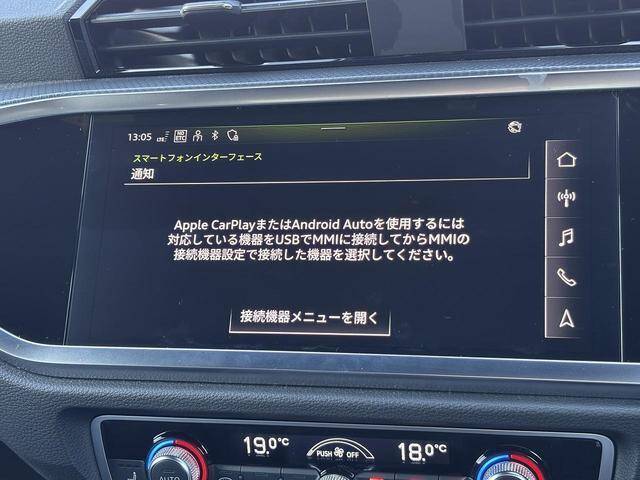 13:05 LTE NO ETC
スマートフォンインターフェース
通知
Apple CarPlayまたはAndroid Autoを使用するには
対応している機器をUSBでMMIに接続してからMMIの
接続機器設定で接続した機器を選択してください。
接続機器メニューを開く
19.0°C
PUSH OFF
18.0°C
AUTO